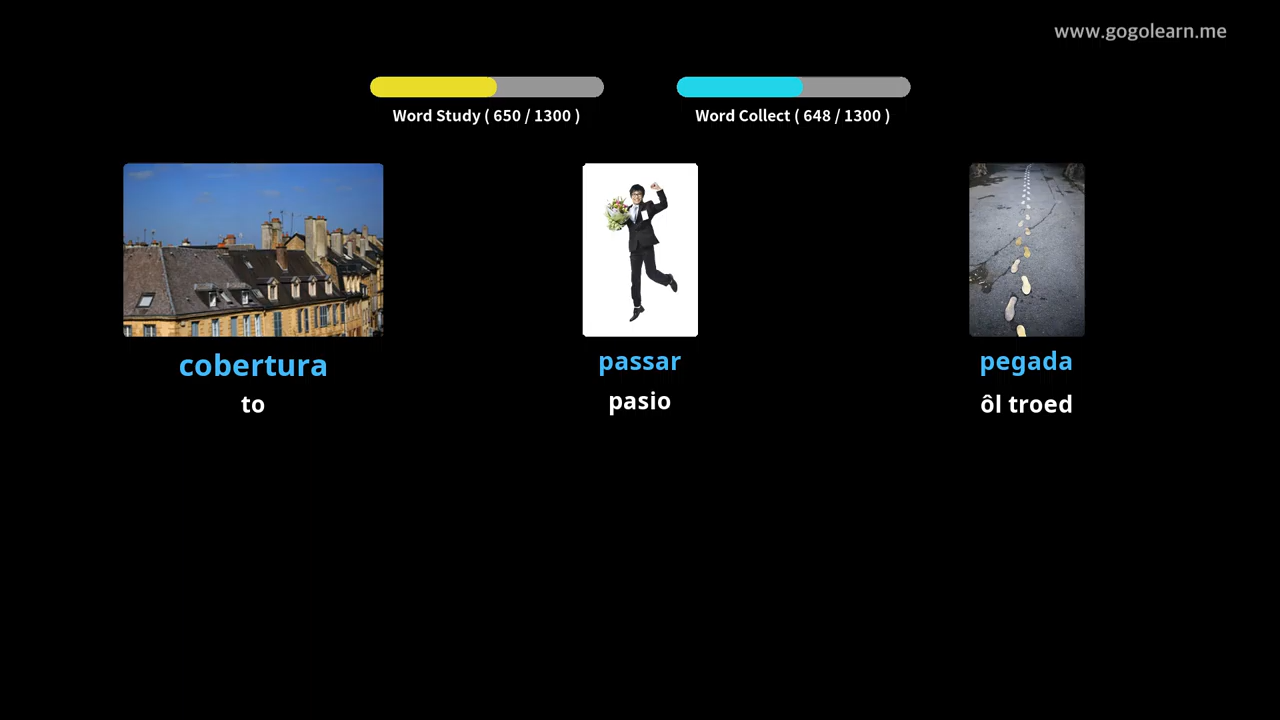 www.gogolearn.me
Word Study ( 650 / 1300 )
Word Collect ( 648 / 1300 )
cobertura
passar
pegada
to
pasio
ôl troed